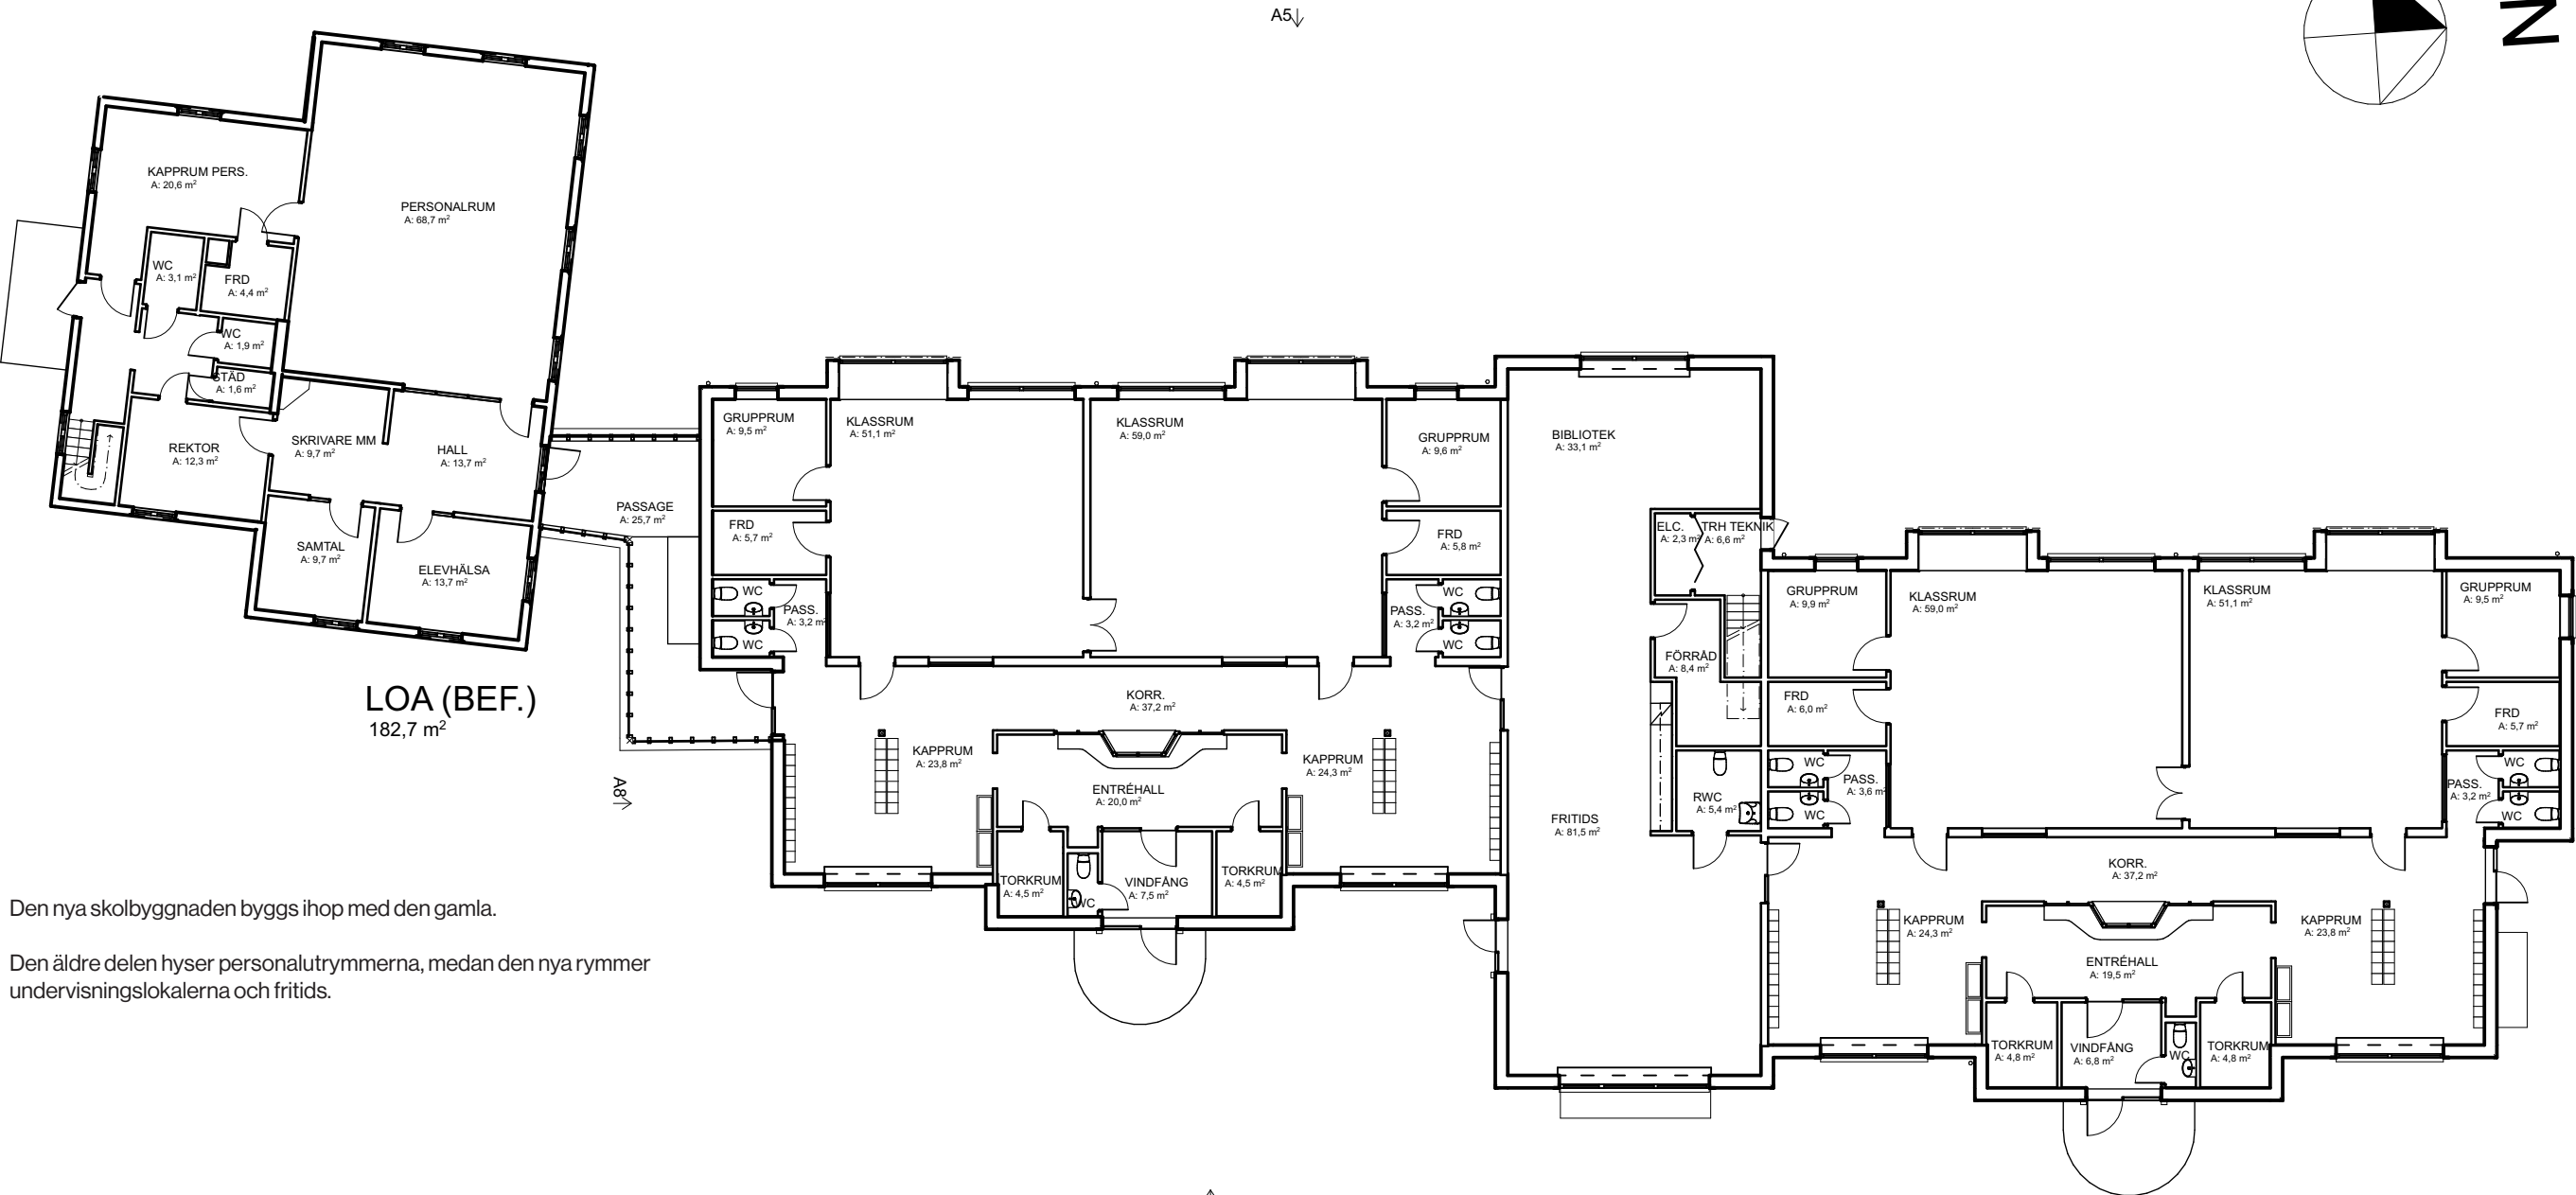 A5
N
KAPPRUM PERS.
A: 20,6 m²
PERSONALRUM
A: 68,7 m²
WC
A: 3,1 m²
FRD
A: 4,4 m²
WC
A: 1,9 m²
STÄD
A: 1,6 m²
REKTOR
A: 12,3 m²
SKRIVARE MM
A: 9,7 m²
HALL
A: 13,7 m²
SAMTAL
A: 9,7 m²
ELEVHÄLSA
A: 13,7 m²
LOA (BEF.)
182,7 m²
PASSAGE
A: 25,7 m²
A8
GRUPPRUM
A: 9,5 m²
KLASSRUM
A: 51,1 m²
KLASSRUM
A: 59,0 m²
GRUPPRUM
A: 9,6 m²
FRD
A: 5,7 m²
FRD
A: 5,8 m²
WC
PASS.
A: 3,2 m²
WC
WC
PASS.
A: 3,2 m²
WC
KORR.
A: 37,2 m²
KAPPRUM
A: 23,8 m²
KAPPRUM
A: 24,3 m²
ENTRÉHALL
A: 20,0 m²
TORKRUM
A: 4,5 m²
WC
VINDFÅNG
A: 7,5 m²
TORKRUM
A: 4,5 m²
BIBLIOTEK
A: 33,1 m²
ELC.
A: 2,3 m²
TRH TEKNIK
A: 6,6 m²
FÖRRÅD
A: 8,4 m²
RWC
A: 5,4 m²
FRITIDS
A: 81,5 m²
GRUPPRUM
A: 9,9 m²
KLASSRUM
A: 59,0 m²
KLASSRUM
A: 51,1 m²
GRUPPRUM
A: 9,5 m²
FRD
A: 6,0 m²
FRD
A: 5,7 m²
WC
PASS.
A: 3,6 m²
WC
WC
PASS.
A: 3,2 m²
WC
KORR.
A: 37,2 m²
KAPPRUM
A: 24,3 m²
KAPPRUM
A: 23,8 m²
ENTRÉHALL
A: 19,5 m²
TORKRUM
A: 4,8 m²
VINDFÅNG
A: 6,8 m²
WC
TORKRUM
A: 4,8 m²
Den nya skolbyggnaden byggs ihop med den gamla.
Den äldre delen hyser personalutrymmerna, medan den nya rymmer
undervisningslokalerna och fritids.